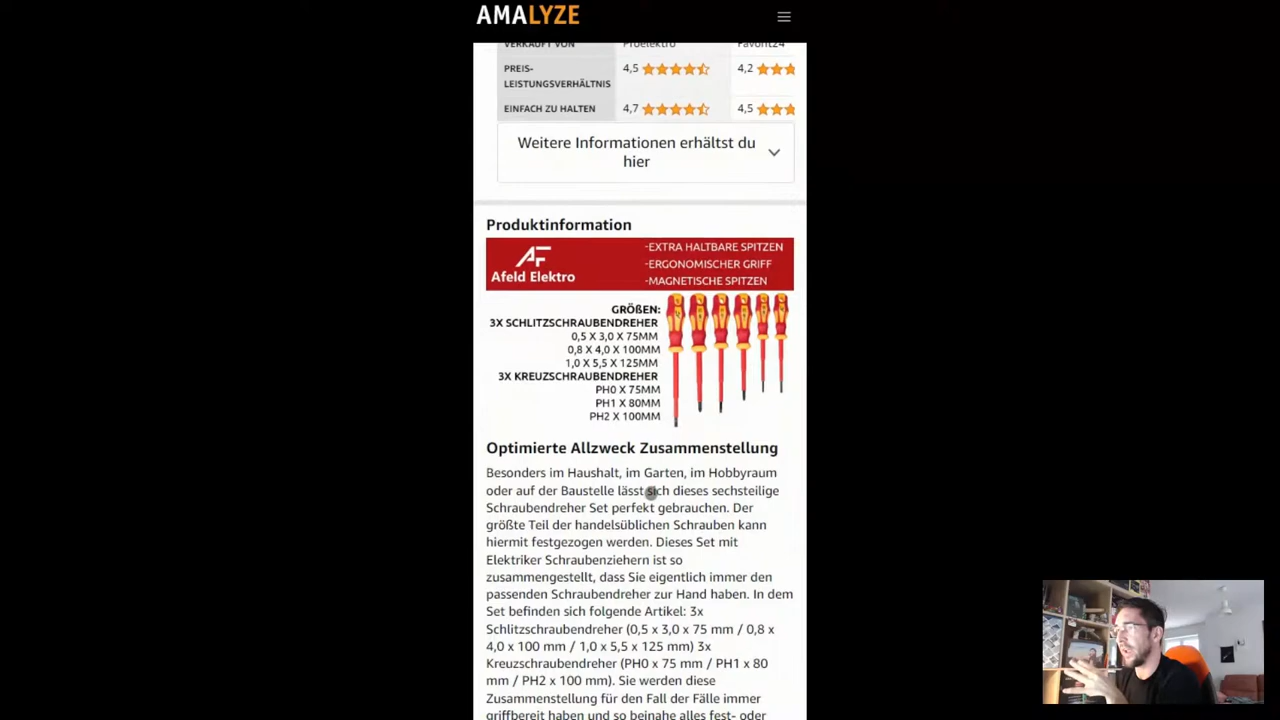 AMALYZE
VERKAUFT VON Proelektro Favorit24
PREIS-
LEISTUNGSVERHÄLTNIS
4,5 4,2
EINFACH ZU HALTEN 4,7 4,5
Weitere Informationen erhältst du
hier
Produktinformation
AF
Afeld Elektro
-EXTRA HALTBARE SPITZEN
-ERGONOMISCHER GRIFF
-MAGNETISCHE SPITZEN
GRÖßEN:
3X SCHLITZSCHRAUBENDREHER
0,5 X 3,0 X 75MM
0,8 X 4,0 X 100MM
1,0 X 5,5 X 125MM
3X KREUZSCHRAUBENDREHER
PH0 X 75MM
PH1 X 80MM
PH2 X 100MM
Optimierte Allzweck Zusammenstellung
Besonders im Haushalt, im Garten, im Hobbyraum
oder auf der Baustelle lässt sich dieses sechsteilige
Schraubendreher Set perfekt gebrauchen. Der
größte Teil der handelsüblichen Schrauben kann
hiermit festgezogen werden. Dieses Set mit
Elektriker Schraubenziehern ist so
zusammengestellt, dass Sie eigentlich immer den
passenden Schraubendreher zur Hand haben. In dem
Set befinden sich folgende Artikel: 3x
Schlitzschraubendreher (0,5 x 3,0 x 75 mm / 0,8 x
4,0 x 100 mm / 1,0 x 5,5 x 125 mm) 3x
Kreuzschraubendreher (PH0 x 75 mm / PH1 x 80
mm / PH2 x 100 mm). Sie werden diese
Zusammenstellung für den Fall der Fälle immer
griffbereit haben und so beinahe alles fest- oder